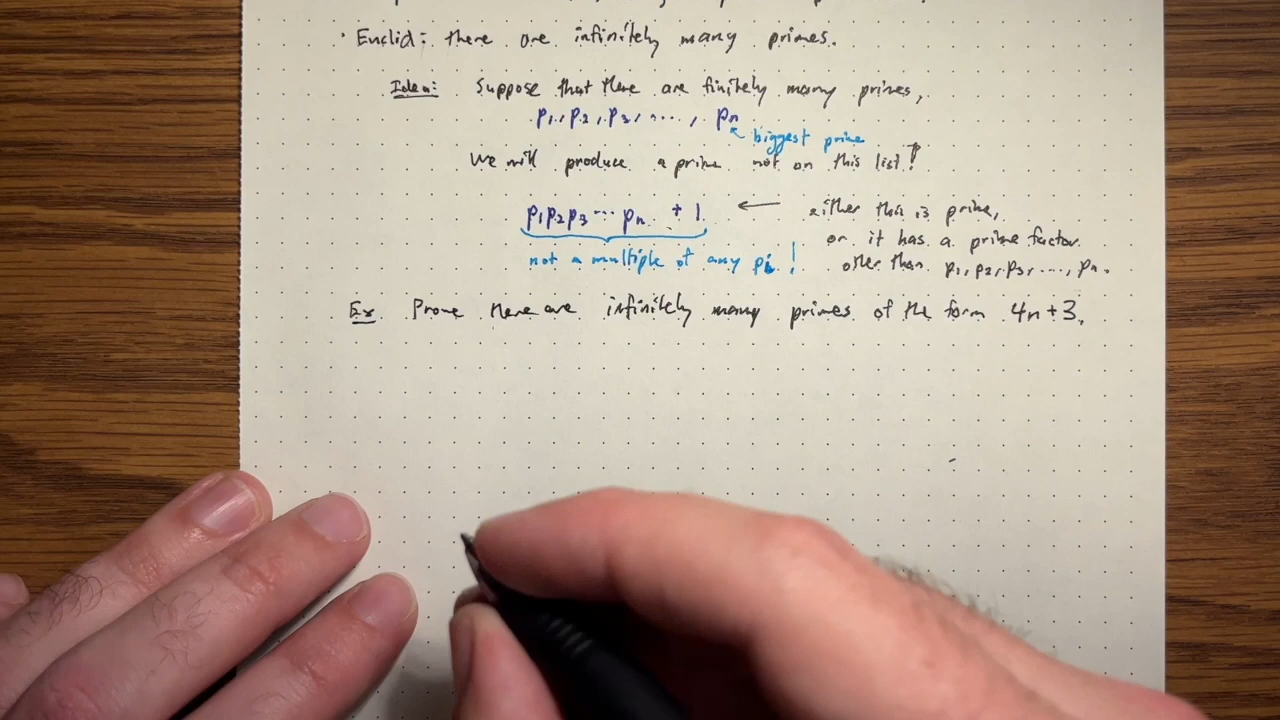 · Euclid: there are infinitely many primes.
Idea: Suppose that there are finitely many primes,
p₁, p₂, p₃, ..., pₙ
↖ biggest prime
We will produce a prime not on this list!
p₁p₂p₃ ⋯ pₙ + 1 ← either this is prime,
or it has a prime factor
not a multiple of any pᵢ!
other than p₁, p₂, p₃, ..., pₙ.
Ex. Prove there are infinitely many primes of the form 4n+3.